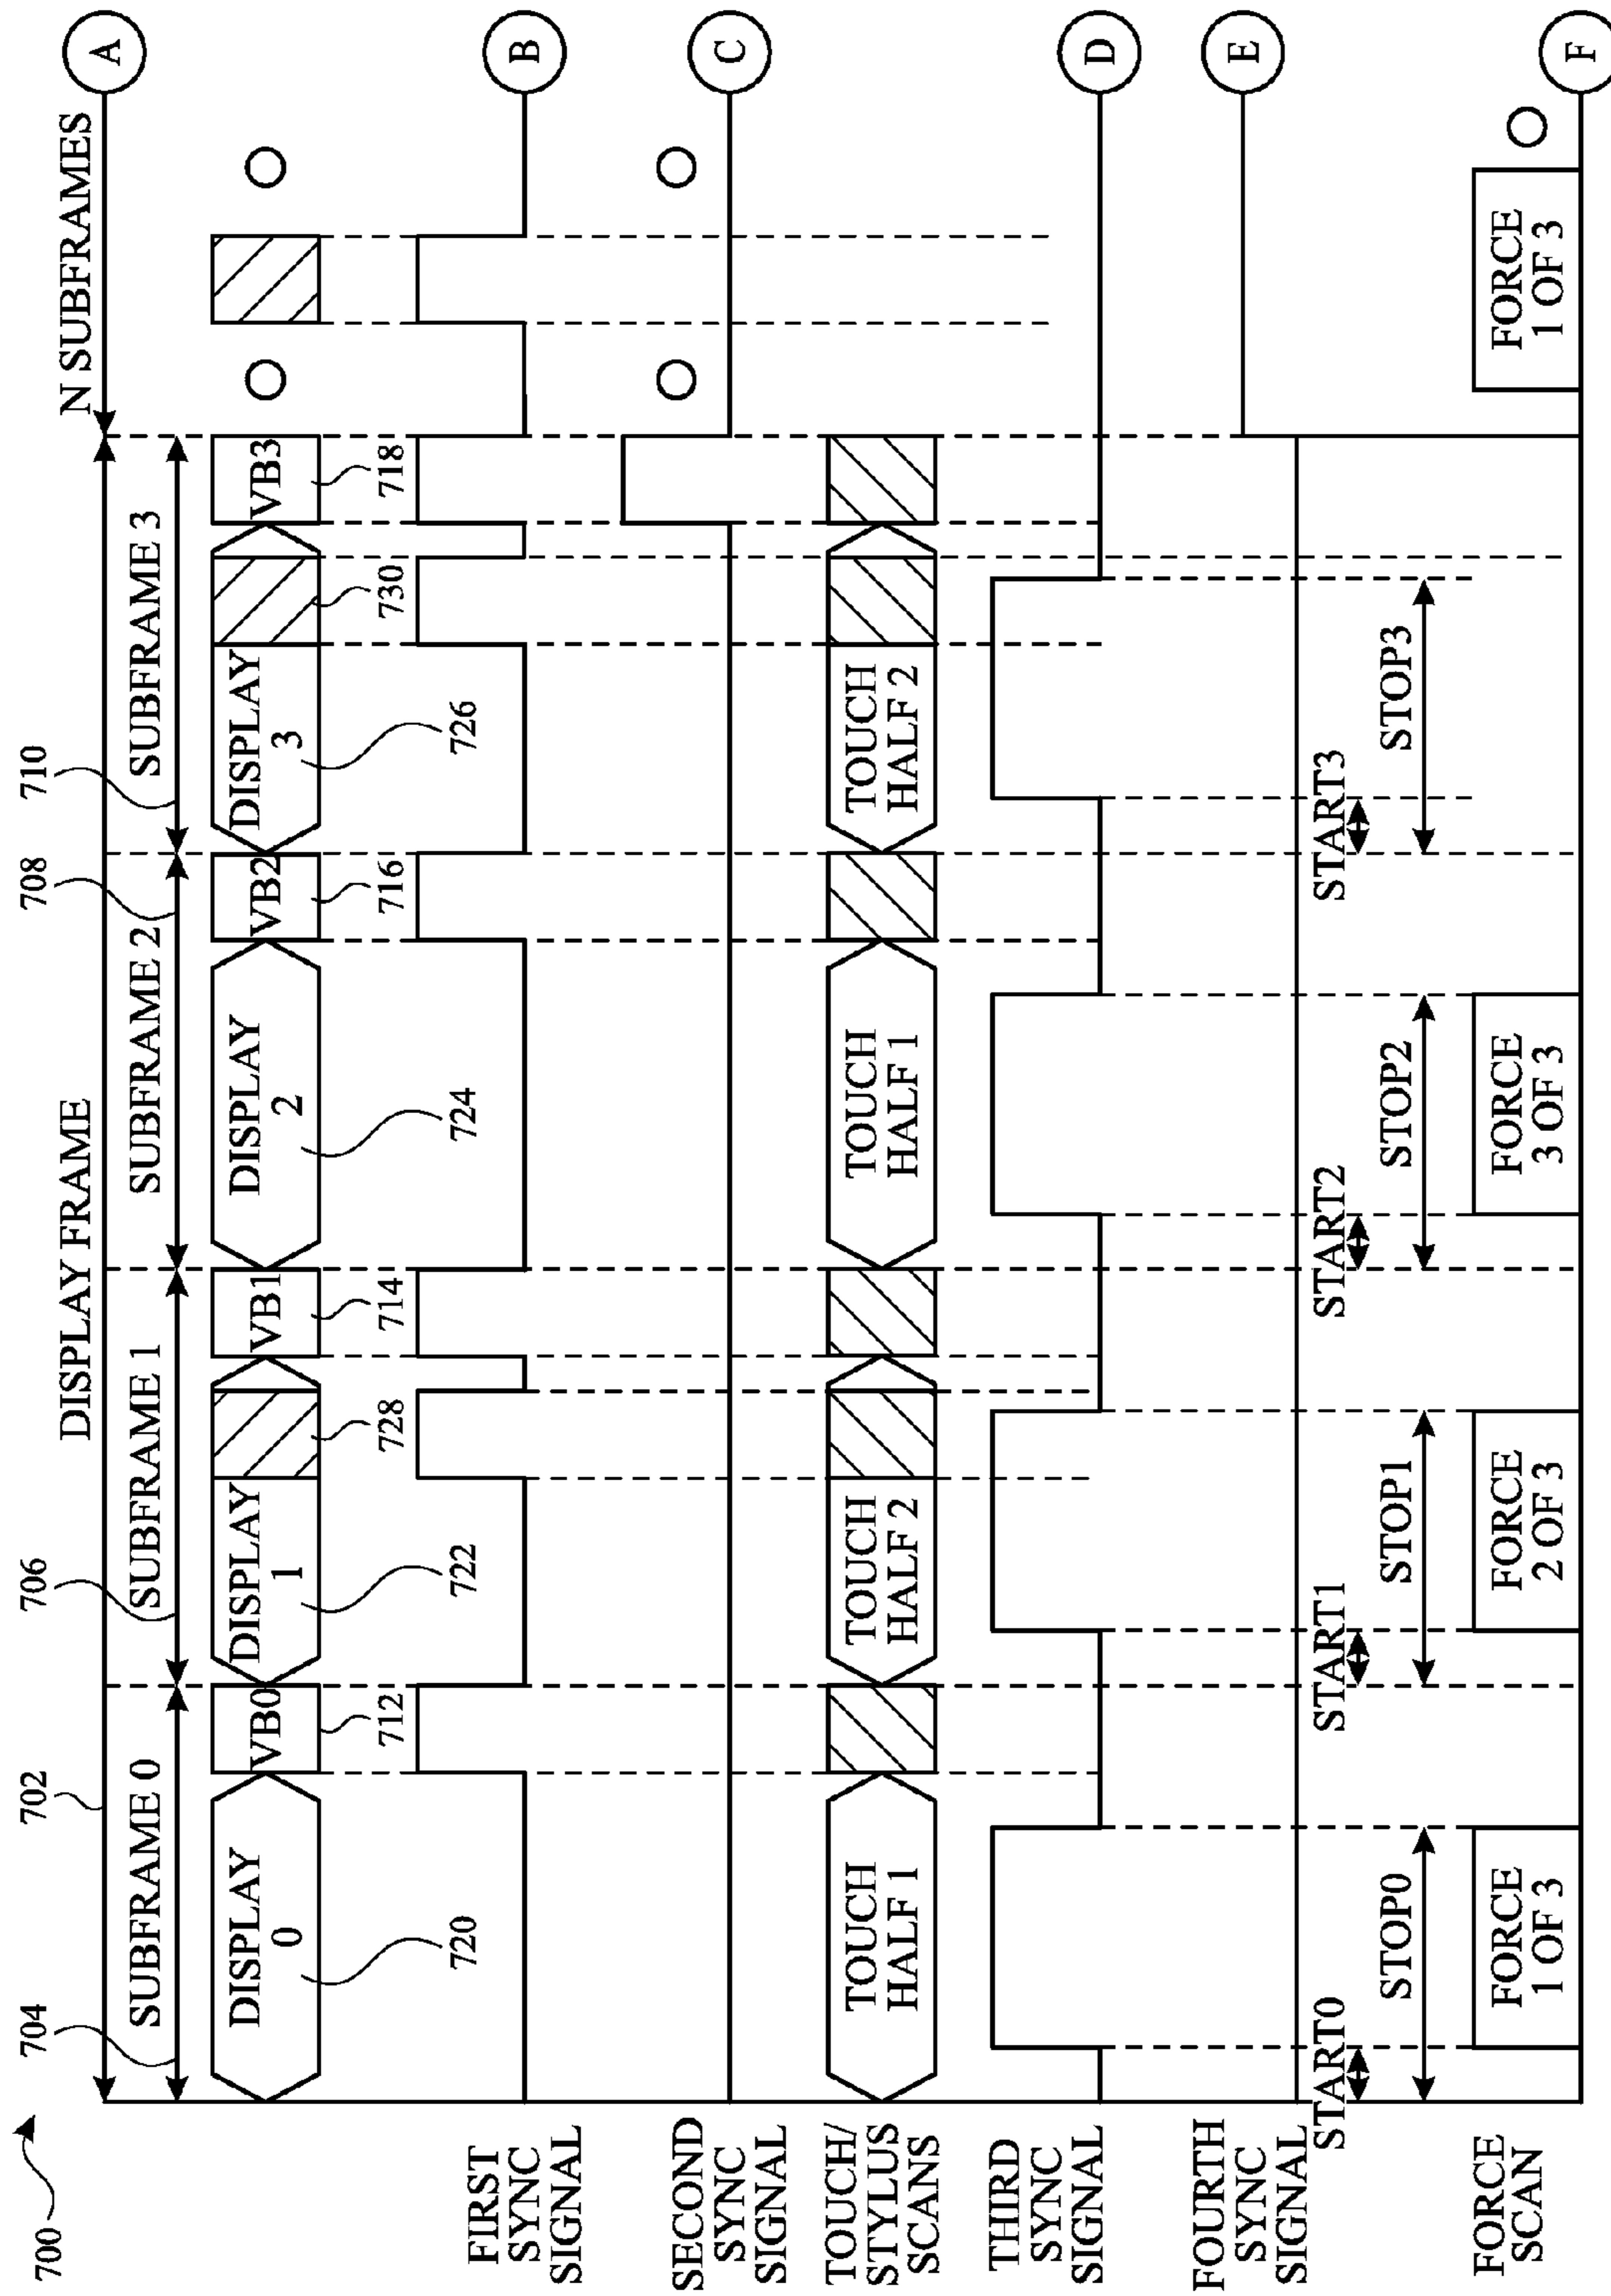 700
702
704
706
708
710
DISPLAY FRAME
N SUBFRAMES
A
SUBFRAME 0
SUBFRAME 1
SUBFRAME 2
SUBFRAME 3
DISPLAY
0
VB0
DISPLAY
1
VB1
DISPLAY
2
VB2
DISPLAY
3
VB3
720
712
722
728
714
724
716
726
730
718
FIRST
SYNC
SIGNAL
B
SECOND
SYNC
SIGNAL
C
TOUCH/
STYLUS
SCANS
TOUCH
HALF 1
TOUCH
HALF 2
TOUCH
HALF 1
TOUCH
HALF 2
THIRD
SYNC
SIGNAL
D
FOURTH
SYNC
SIGNAL
E
START0
START1
START2
START3
STOP0
STOP1
STOP2
STOP3
FORCE
SCAN
FORCE
1 OF 3
FORCE
2 OF 3
FORCE
3 OF 3
FORCE
1 OF 3
F